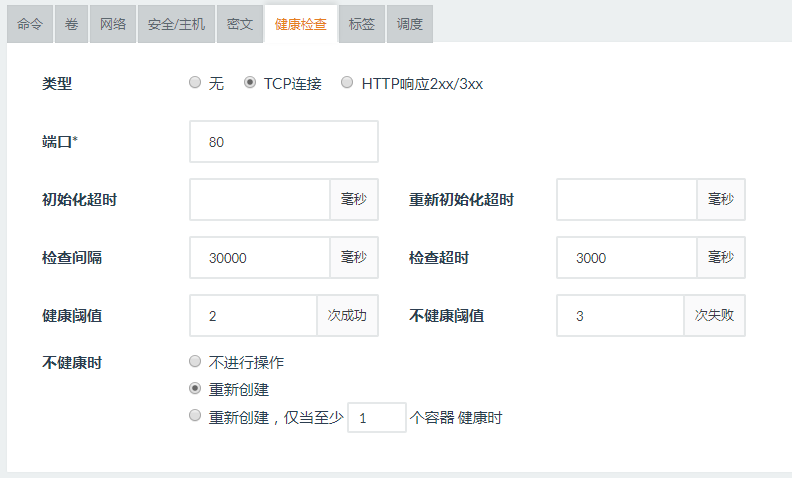 命令 卷 网络 安全/主机 密文 健康检查 标签 调度
类型 无 TCP连接 HTTP响应2xx/3xx
端口* 80
初始化超时 毫秒 重新初始化超时 毫秒
检查间隔 30000 毫秒 检查超时 3000 毫秒
健康阈值 2 次成功 不健康阈值 3 次失败
不健康时 不进行操作
重新创建
重新创建，仅当至少 1 个容器 健康时